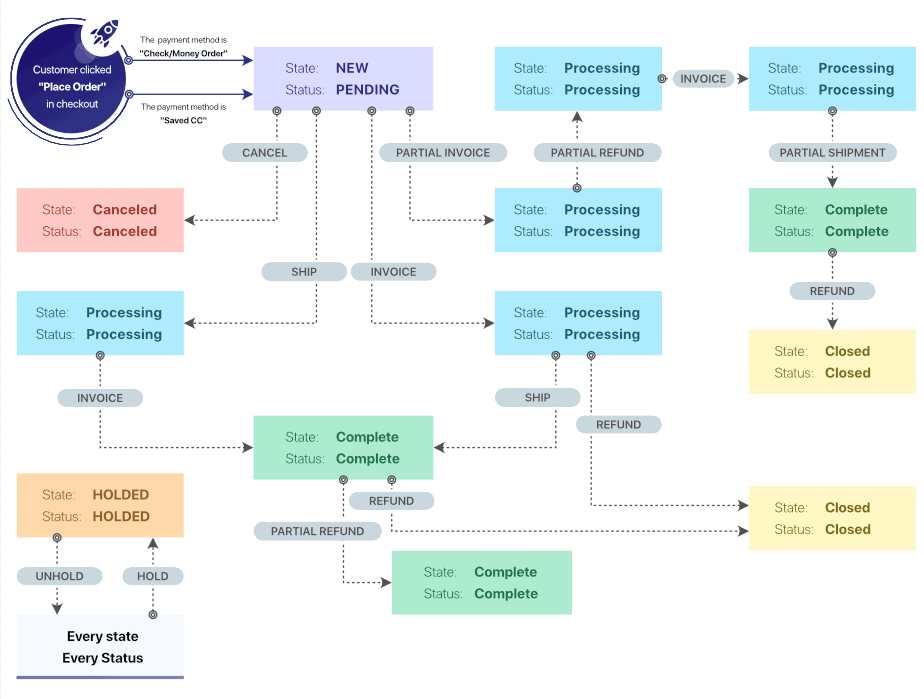 Customer clicked
"Place Order"
in checkout
The payment method is
"Check/Money Order"
The payment method is
"Saved CC"
State: NEW
Status: PENDING
State: Processing
Status: Processing
INVOICE
State: Processing
Status: Processing
CANCEL
PARTIAL INVOICE
PARTIAL REFUND
PARTIAL SHIPMENT
State: Canceled
Status: Canceled
State: Processing
Status: Processing
State: Complete
Status: Complete
SHIP
INVOICE
REFUND
State: Processing
Status: Processing
State: Processing
Status: Processing
State: Closed
Status: Closed
INVOICE
SHIP
REFUND
State: Complete
Status: Complete
State: HOLDED
Status: HOLDED
REFUND
PARTIAL REFUND
State: Closed
Status: Closed
UNHOLD
HOLD
State: Complete
Status: Complete
Every state
Every Status